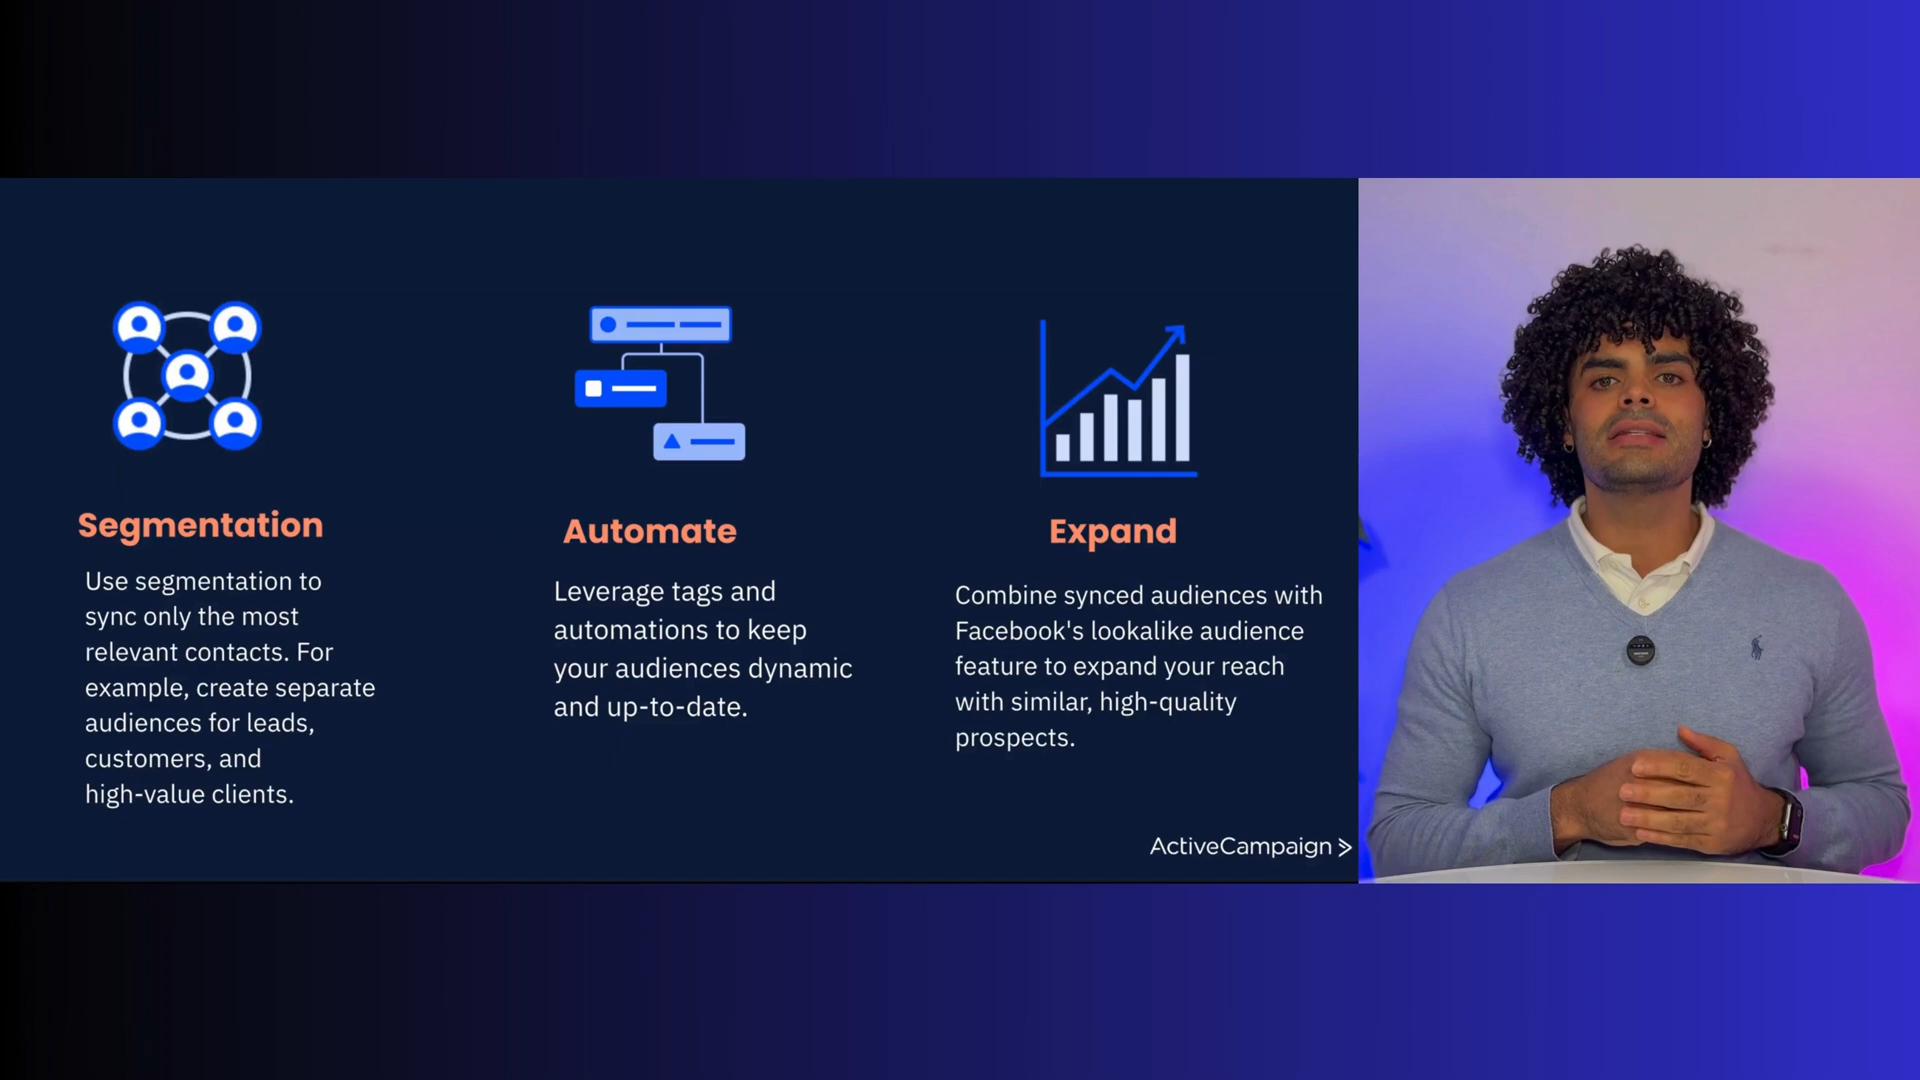 Segmentation
Use segmentation to
sync only the most
relevant contacts. For
example, create separate
audiences for leads,
customers, and
high-value clients.
Automate
Leverage tags and
automations to keep
your audiences dynamic
and up-to-date.
Expand
Combine synced audiences with
Facebook's lookalike audience
feature to expand your reach
with similar, high-quality
prospects.
ActiveCampaign